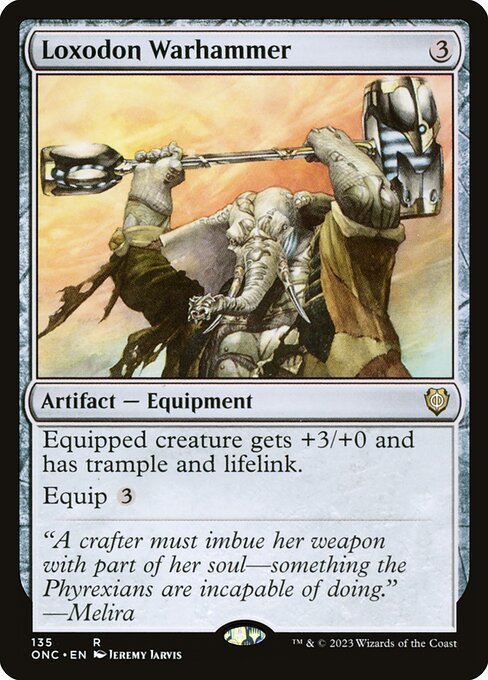 Loxodon Warhammer 3
Artifact — Equipment
Equipped creature gets +3/+0 and
has trample and lifelink.
Equip 3
“A crafter must imbue her weapon
with part of her soul—something the
Phyrexians are incapable of doing.”
—Melira
135 R
ONC • EN Jeremy Jarvis
™ & © 2023 Wizards of the Coast